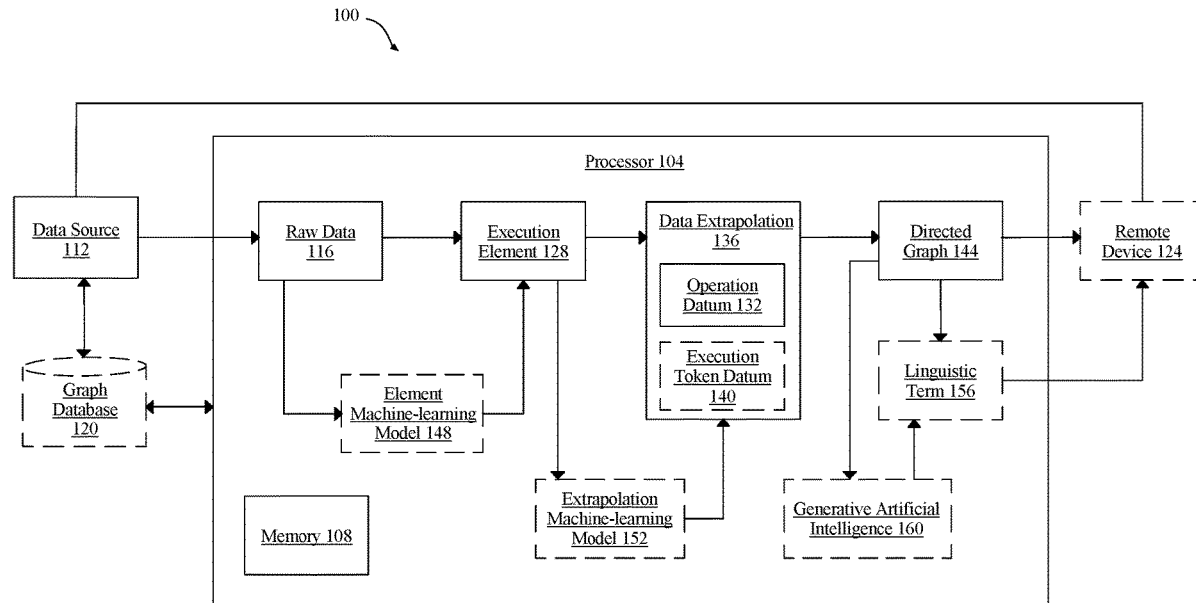 100
Processor 104
Data Source
112
Raw Data
116
Execution
Element 128
Data Extrapolation
136
Operation
Datum 132
Execution
Token Datum
140
Directed
Graph 144
Remote
Device 124
Graph
Database
120
Element
Machine-learning
Model 148
Linguistic
Term 156
Memory 108
Extrapolation
Machine-learning
Model 152
Generative Artificial
Intelligence 160